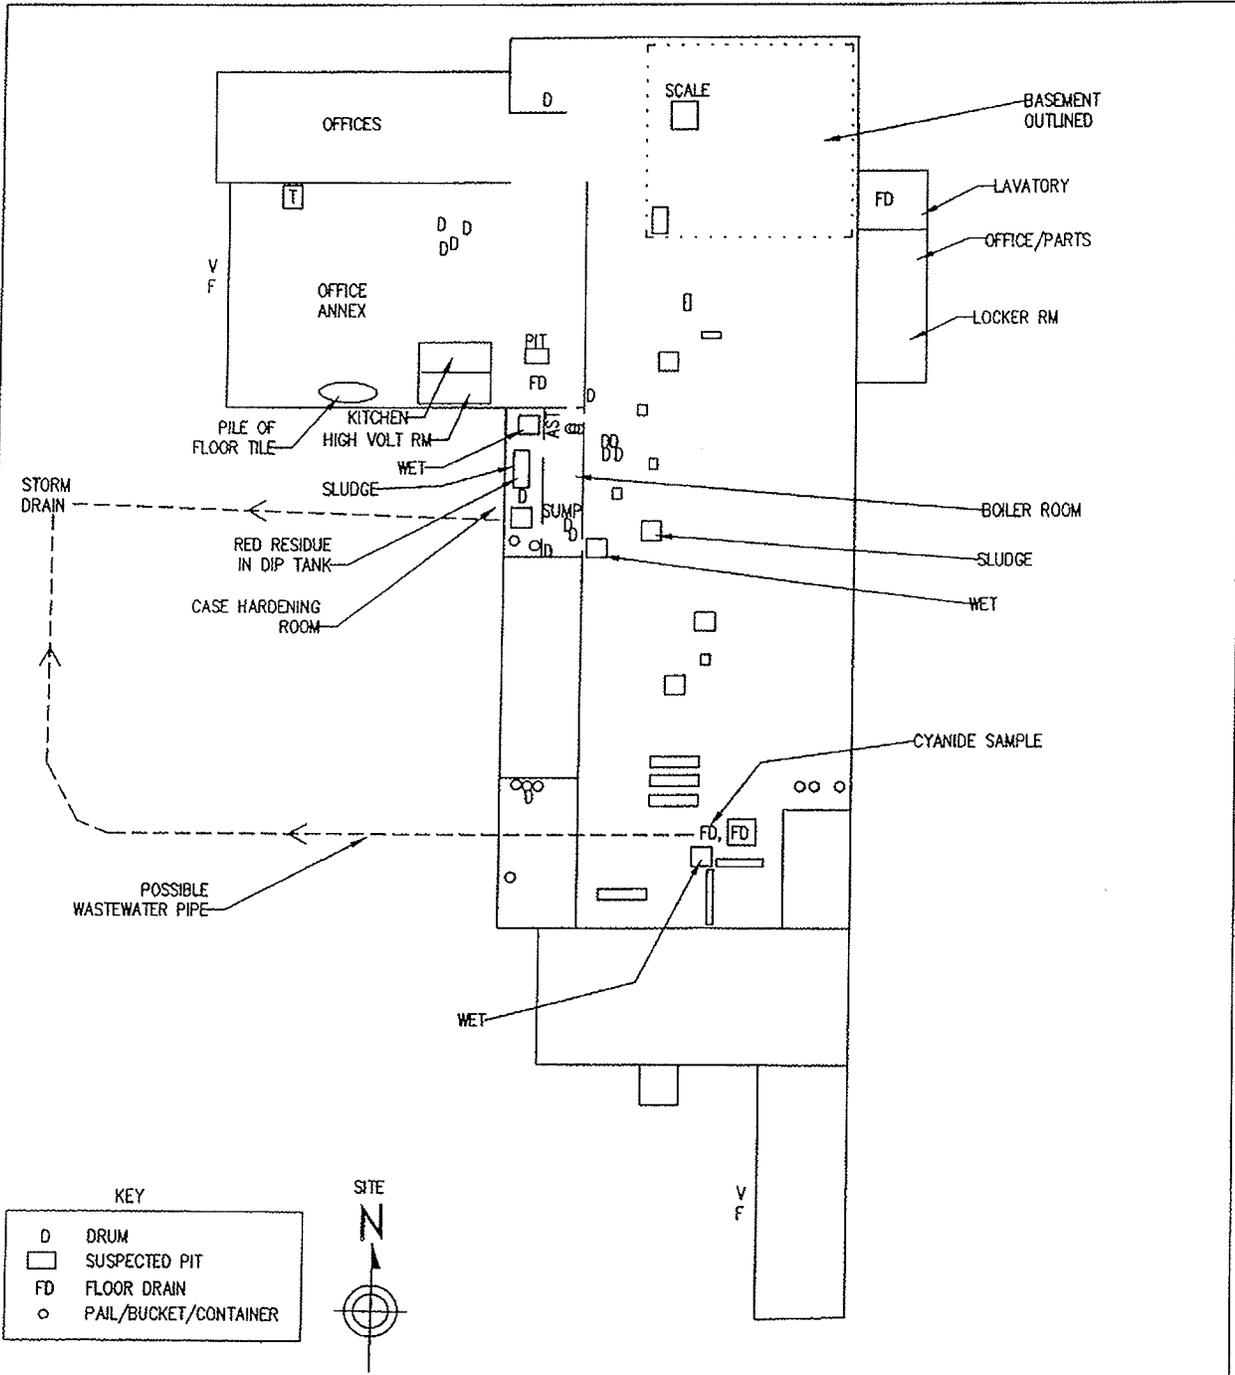 D
SCALE
BASEMENT
OUTLINED
OFFICES
T
FD
LAVATORY
D D
D D
OFFICE/PARTS
V
F
OFFICE
ANNEX
LOCKER RM
PIT
FD
D
KITCHEN
HIGH VOLT RM
PILE OF
FLOOR TILE
AST
DD
D D
WET
SLUDGE
D
STORM
DRAIN
SUMP
D
D
D
BOILER ROOM
RED RESIDUE
IN DIP TANK
SLUDGE
CASE HARDENING
ROOM
WET
CYANIDE SAMPLE
D
FD, FD
POSSIBLE
WASTEWATER PIPE
WET
V
F
KEY
D DRUM
SUSPECTED PIT
FD FLOOR DRAIN
PAIL/BUCKET/CONTAINER
SITE
N